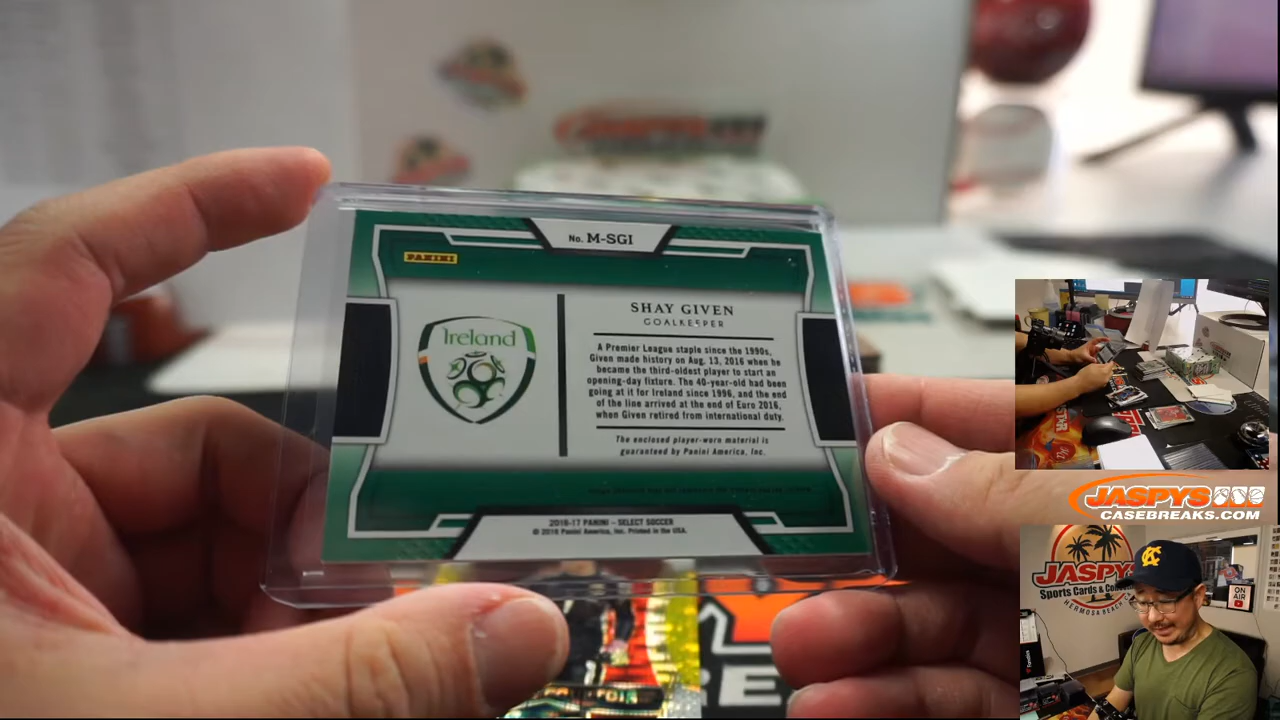 JASPYS
No. M-SGI
PANINI
Ireland
SHAY GIVEN
GOALKEEPER
A Premier League staple since the 1990s,
Given made history on Aug. 13, 2016 when he
became the third-oldest player to start an
opening-day fixture. The 40-year-old had been
going at it for Ireland since 1996, and the end
of the line arrived at the end of Euro 2016,
when Given retired from international duty.
The enclosed player-worn material is
guaranteed by Panini America, Inc.
2016-17 PANINI – SELECT SOCCER
© 2016 Panini America, Inc. Printed in the USA.
JASPYS
CASEBREAKS.COM
KC
JASPYS
Sports Cards &
HERMOSA BEACH
ON
AIR